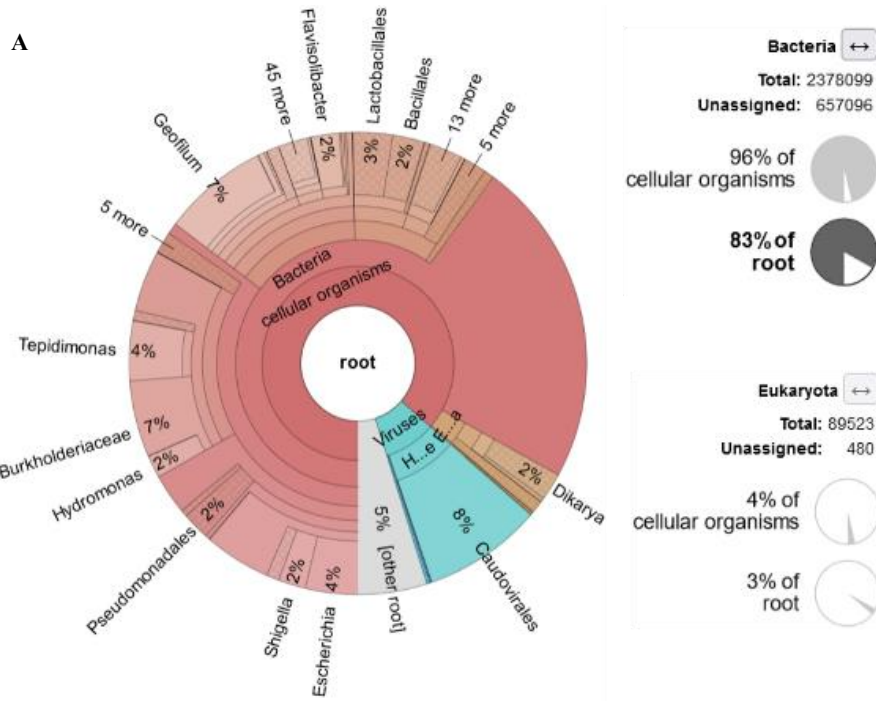 A
Flavisolibacter
Lactobacillales
45 more
Bacillales
13 more
5 more
Geofilum
7%
2%
3%
2%
5 more
Bacteria
cellular organisms
root
Tepidimonas
4%
7%
Burkholderiaceae
2%
Hydromonas
2%
Pseudomonadales
2%
Shigella
4%
Escherichia
5%
[other root]
Viruses
H...e
E...a
8%
Caudovirales
2%
Dikarya
Bacteria ↔
Total: 2378099
Unassigned: 657096
96% of
cellular organisms
83% of
root
Eukaryota ↔
Total: 89523
Unassigned: 480
4% of
cellular organisms
3% of
root